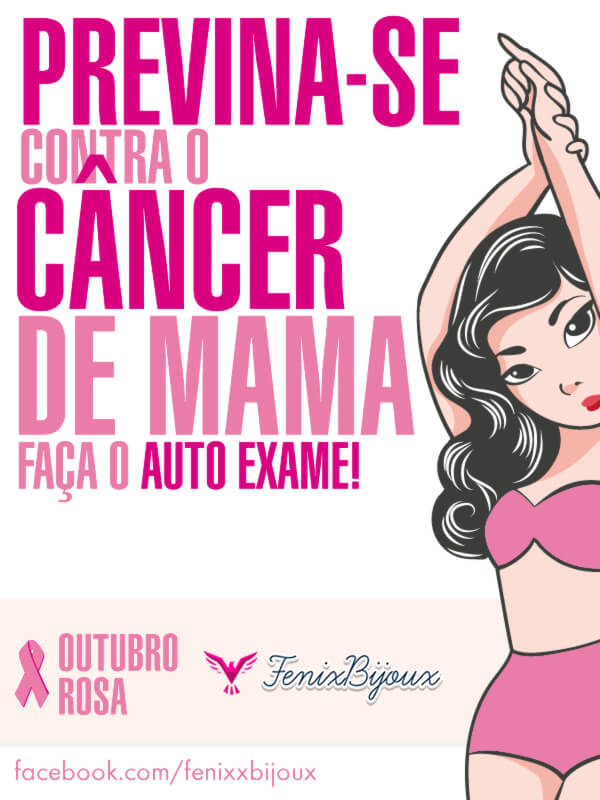 PREVINA-SE
CONTRA O
CÂNCER
DE MAMA
FAÇA O AUTO EXAME!
OUTUBRO
ROSA
FenixBijoux
facebook.com/fenixxbijoux